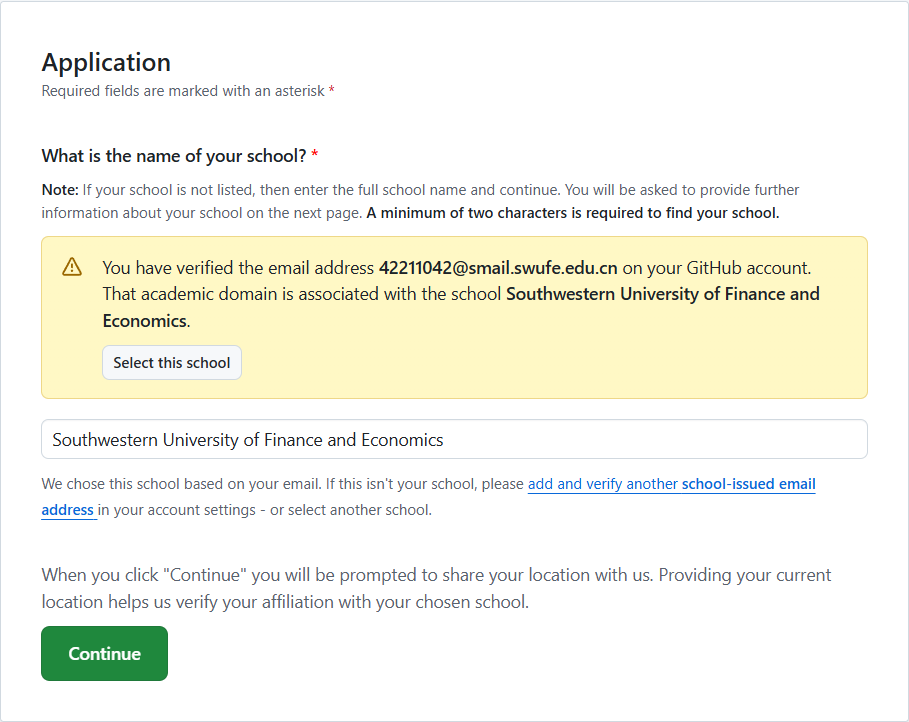 Application
Required fields are marked with an asterisk *
What is the name of your school? *
Note: If your school is not listed, then enter the full school name and continue. You will be asked to provide further
information about your school on the next page. A minimum of two characters is required to find your school.
You have verified the email address 42211042@smail.swufe.edu.cn on your GitHub account.
That academic domain is associated with the school Southwestern University of Finance and
Economics.
Select this school
Southwestern University of Finance and Economics
We chose this school based on your email. If this isn't your school, please add and verify another school-issued email
address in your account settings - or select another school.
When you click "Continue" you will be prompted to share your location with us. Providing your current
location helps us verify your affiliation with your chosen school.
Continue